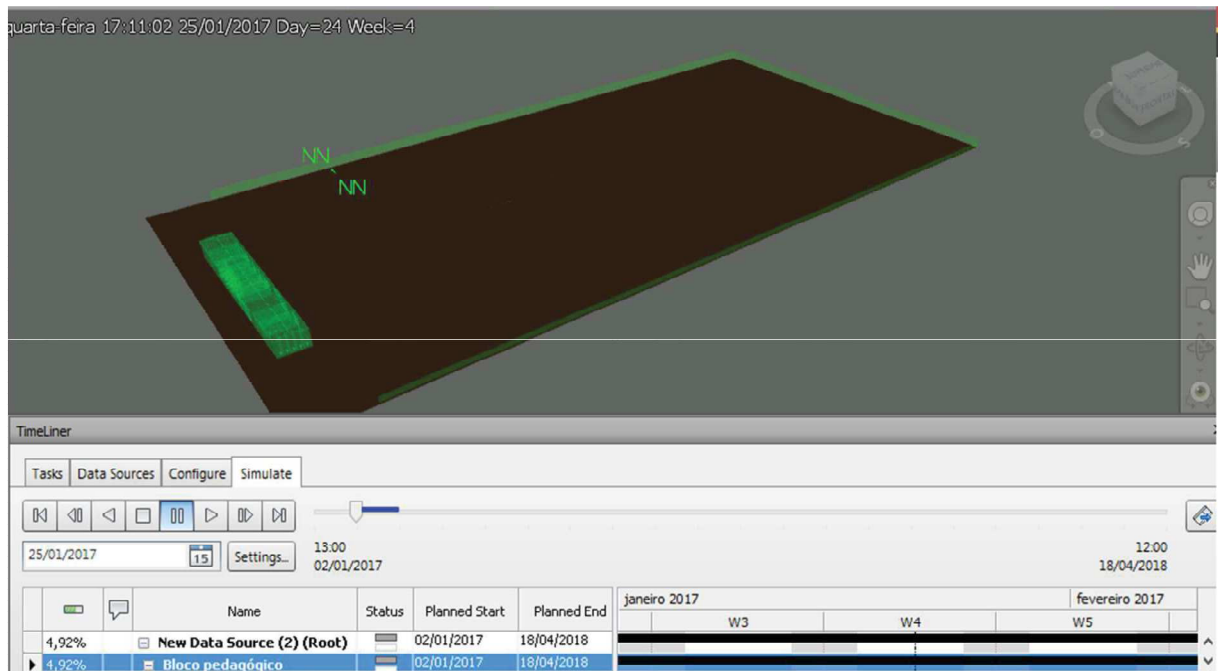 quarta-feira 17:11:02 25/01/2017 Day=24 Week=4
NN
NN
TimeLiner
Tasks Data Sources Configure Simulate
25/01/2017 15 Settings... 13:00 02/01/2017 12:00 18/04/2018
Name Status Planned Start Planned End janeiro 2017 fevereiro 2017
W3 W4 W5
4,92% New Data Source (2) (Root) 02/01/2017 18/04/2018
4,92% Bloco pedagógico 02/01/2017 18/04/2018